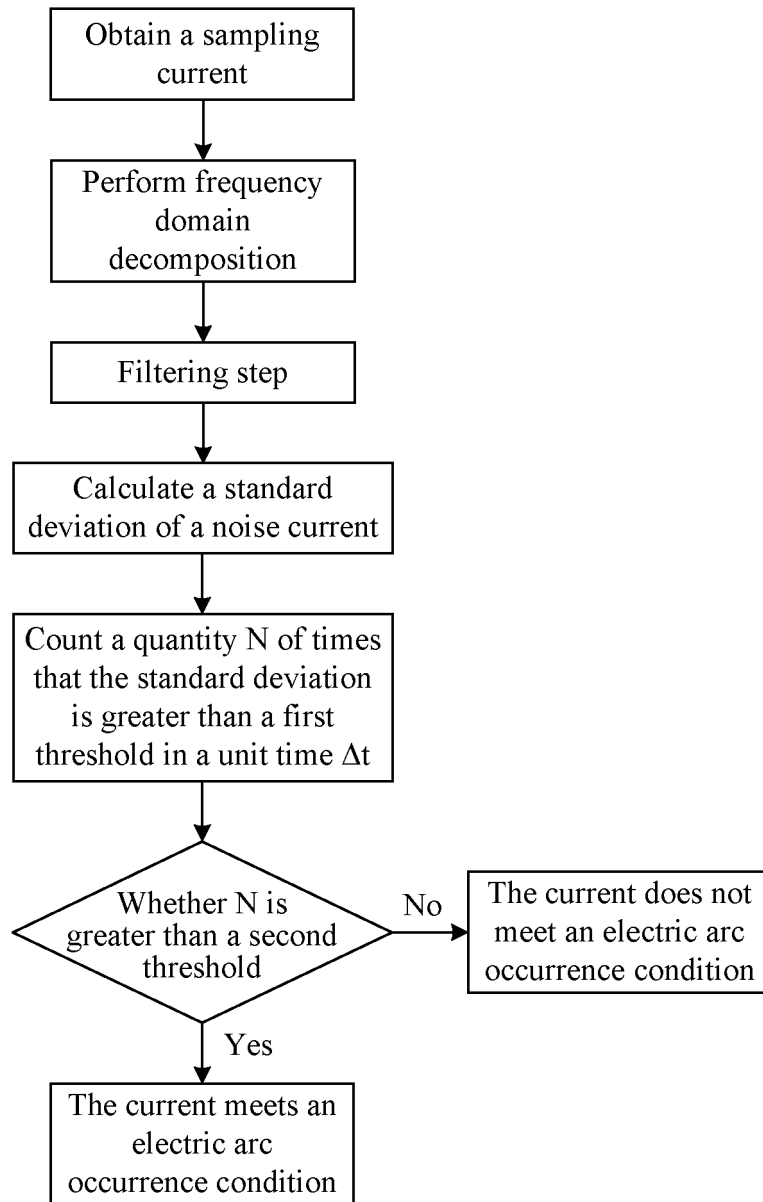 Obtain a sampling
current
Perform frequency
domain
decomposition
Filtering step
Calculate a standard
deviation of a noise current
Count a quantity N of times
that the standard deviation
is greater than a first
threshold in a unit time Δt
Whether N is
greater than a second
threshold
No
The current does not
meet an electric arc
occurrence condition
Yes
The current meets an
electric arc
occurrence condition